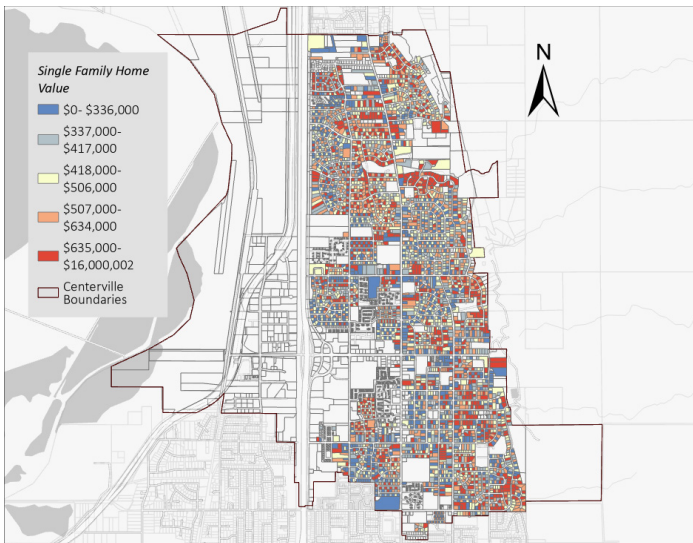 Single Family Home
Value
$0- $336,000
$337,000-
$417,000
$418,000-
$506,000
$507,000-
$634,000
$635,000-
$16,000,002
Centerville
Boundaries
N